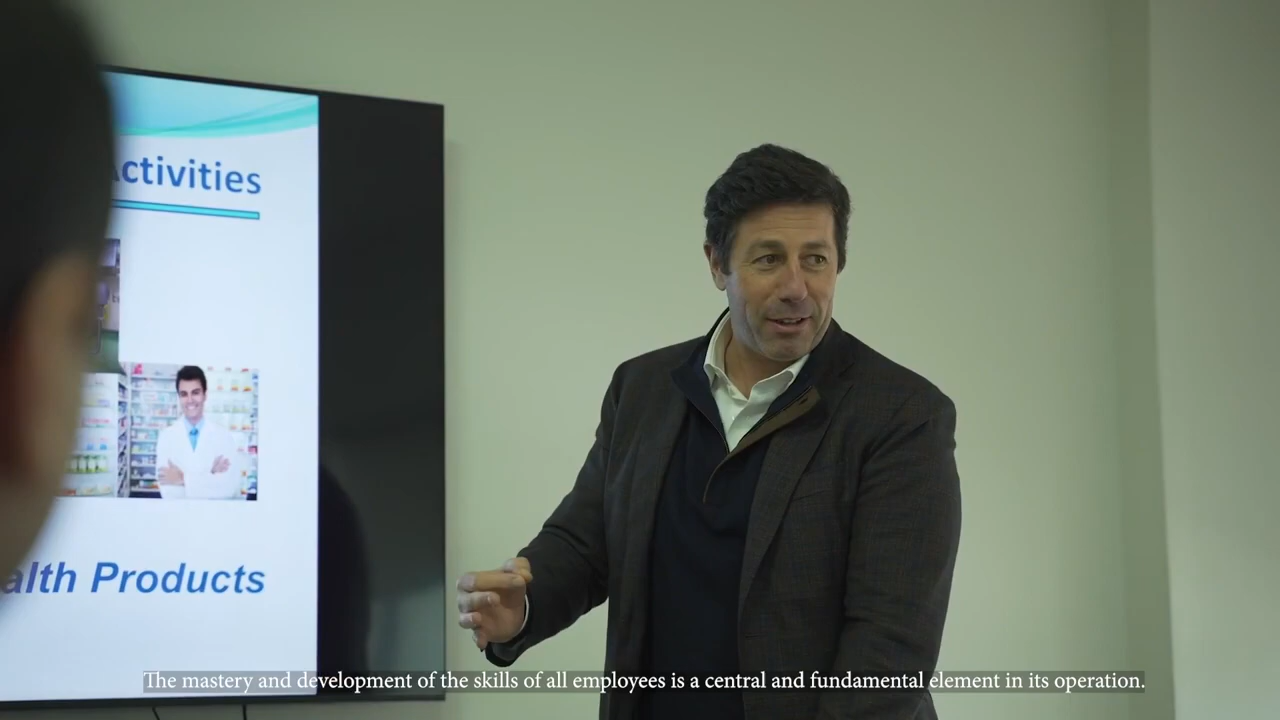 Activities
alth Products
The mastery and development of the skills of all employees is a central and fundamental element in its operation.